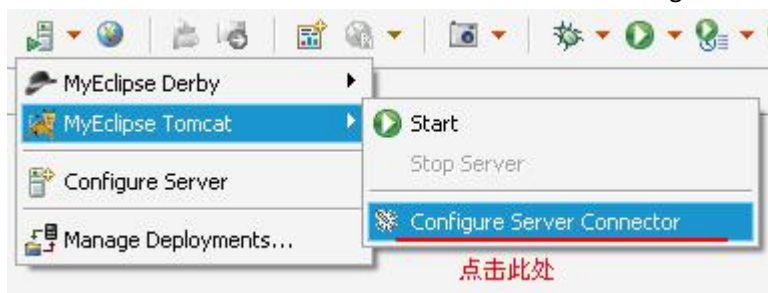 MyEclipse Derby
MyEclipse Tomcat
Configure Server
Manage Deployments...
Start
Stop Server
Configure Server Connector
点击此处